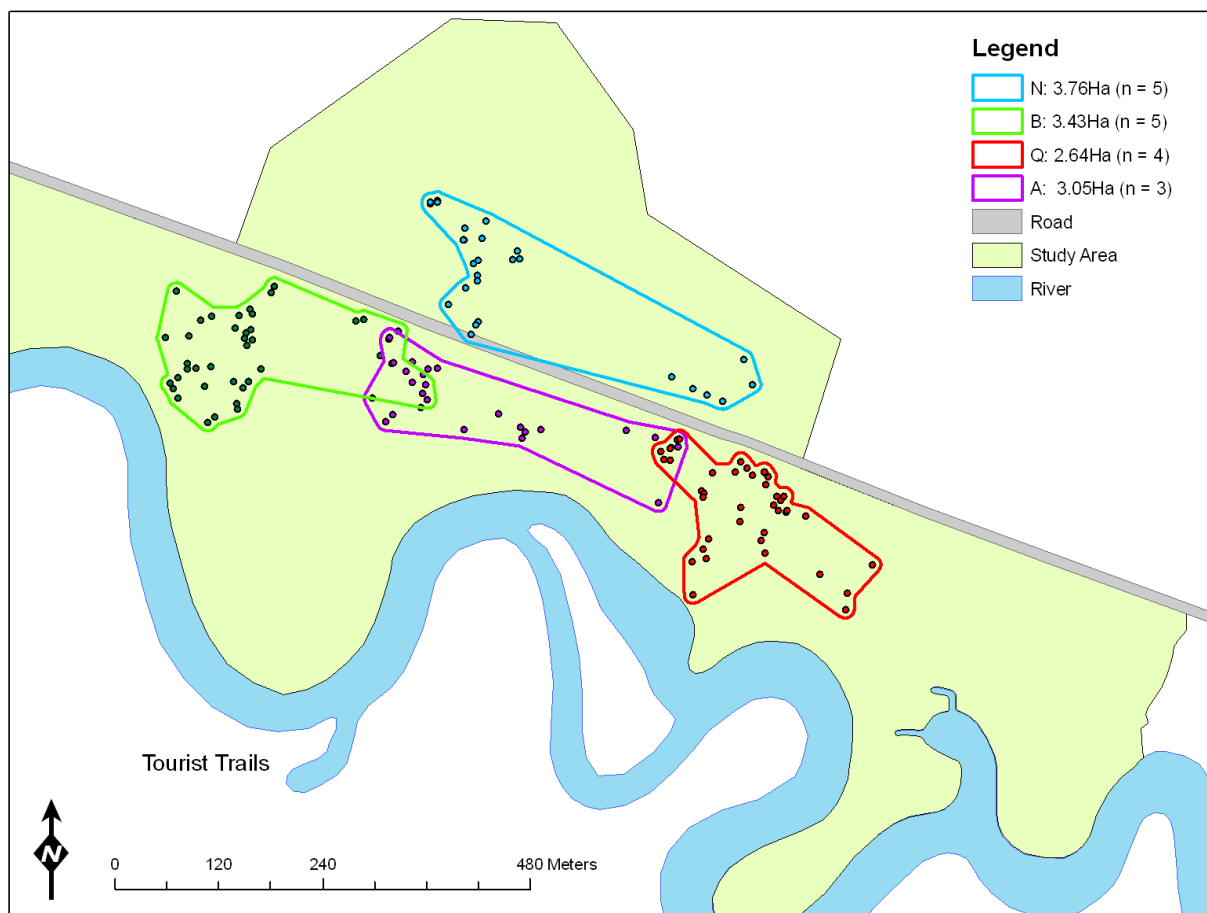 Legend
N: 3.76Ha (n = 5)
B: 3.43Ha (n = 5)
Q: 2.64Ha (n = 4)
A: 3.05Ha (n = 3)
Road
Study Area
River
Tourist Trails
N
0 120 240 480 Meters